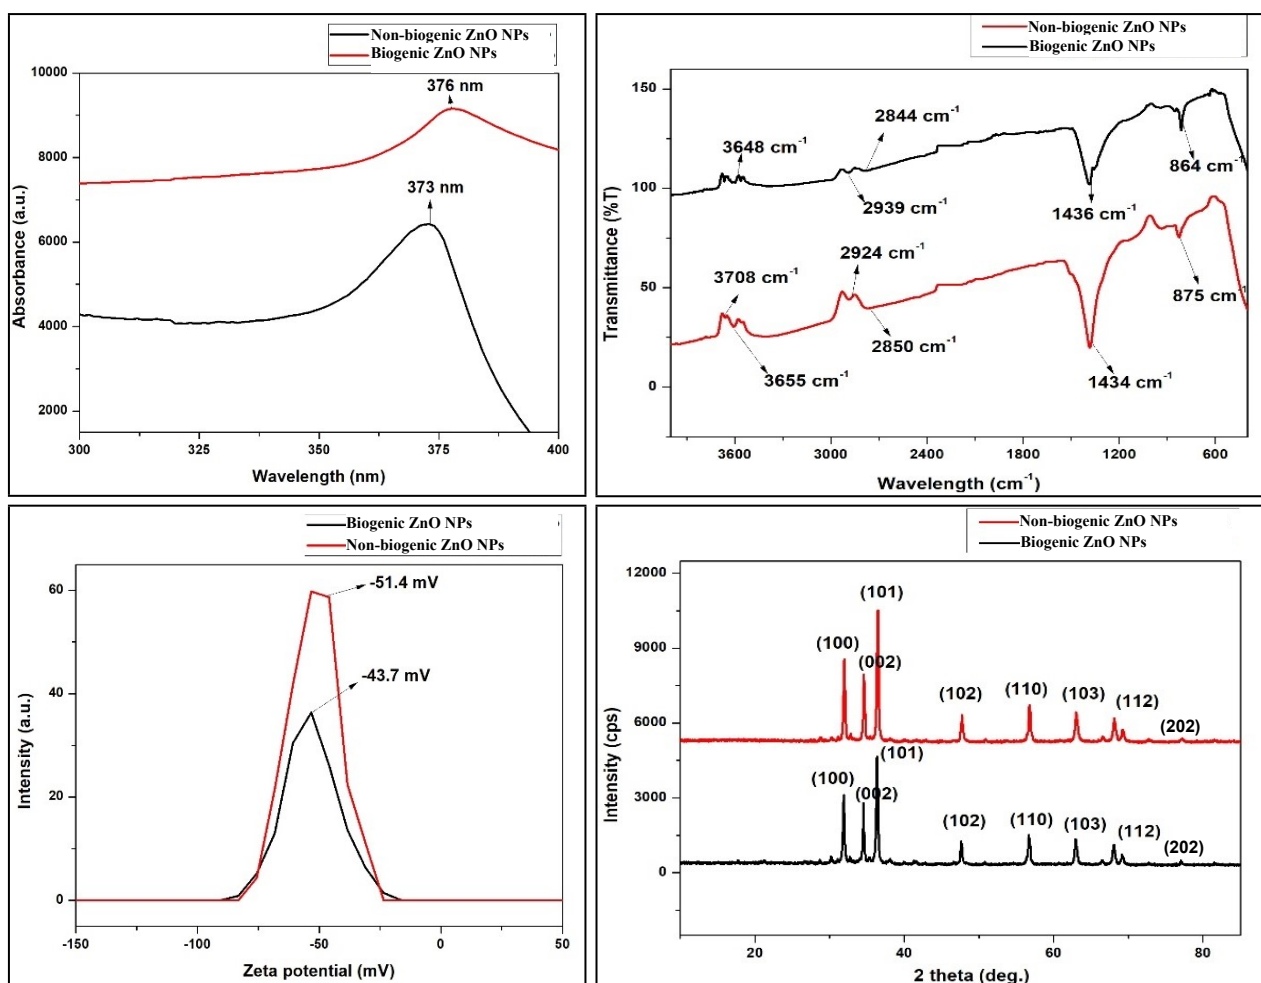 Non-biogenic ZnO NPs
Biogenic ZnO NPs
10000
8000
6000
4000
2000
Absorbance (a.u.)
376 nm
373 nm
300
325
350
375
400
Wavelength (nm)
Non-biogenic ZnO NPs
Biogenic ZnO NPs
150
100
50
0
Transmittance (%T)
3648 cm-1
2844 cm-1
2939 cm-1
1436 cm-1
864 cm-1
3708 cm-1
2924 cm-1
3655 cm-1
2850 cm-1
1434 cm-1
875 cm-1
3600
3000
2400
1800
1200
600
Wavelength (cm-1)
Biogenic ZnO NPs
Non-biogenic ZnO NPs
60
40
20
0
Intensity (a.u.)
-51.4 mV
-43.7 mV
-150
-100
-50
0
50
Zeta potential (mV)
Non-biogenic ZnO NPs
Biogenic ZnO NPs
12000
9000
6000
3000
0
Intensity (cps)
(100)
(002)
(101)
(102)
(110)
(103)
(112)
(202)
(100)
(002)
(101)
(102)
(110)
(103)
(112)
(202)
20
40
60
80
2 theta (deg.)